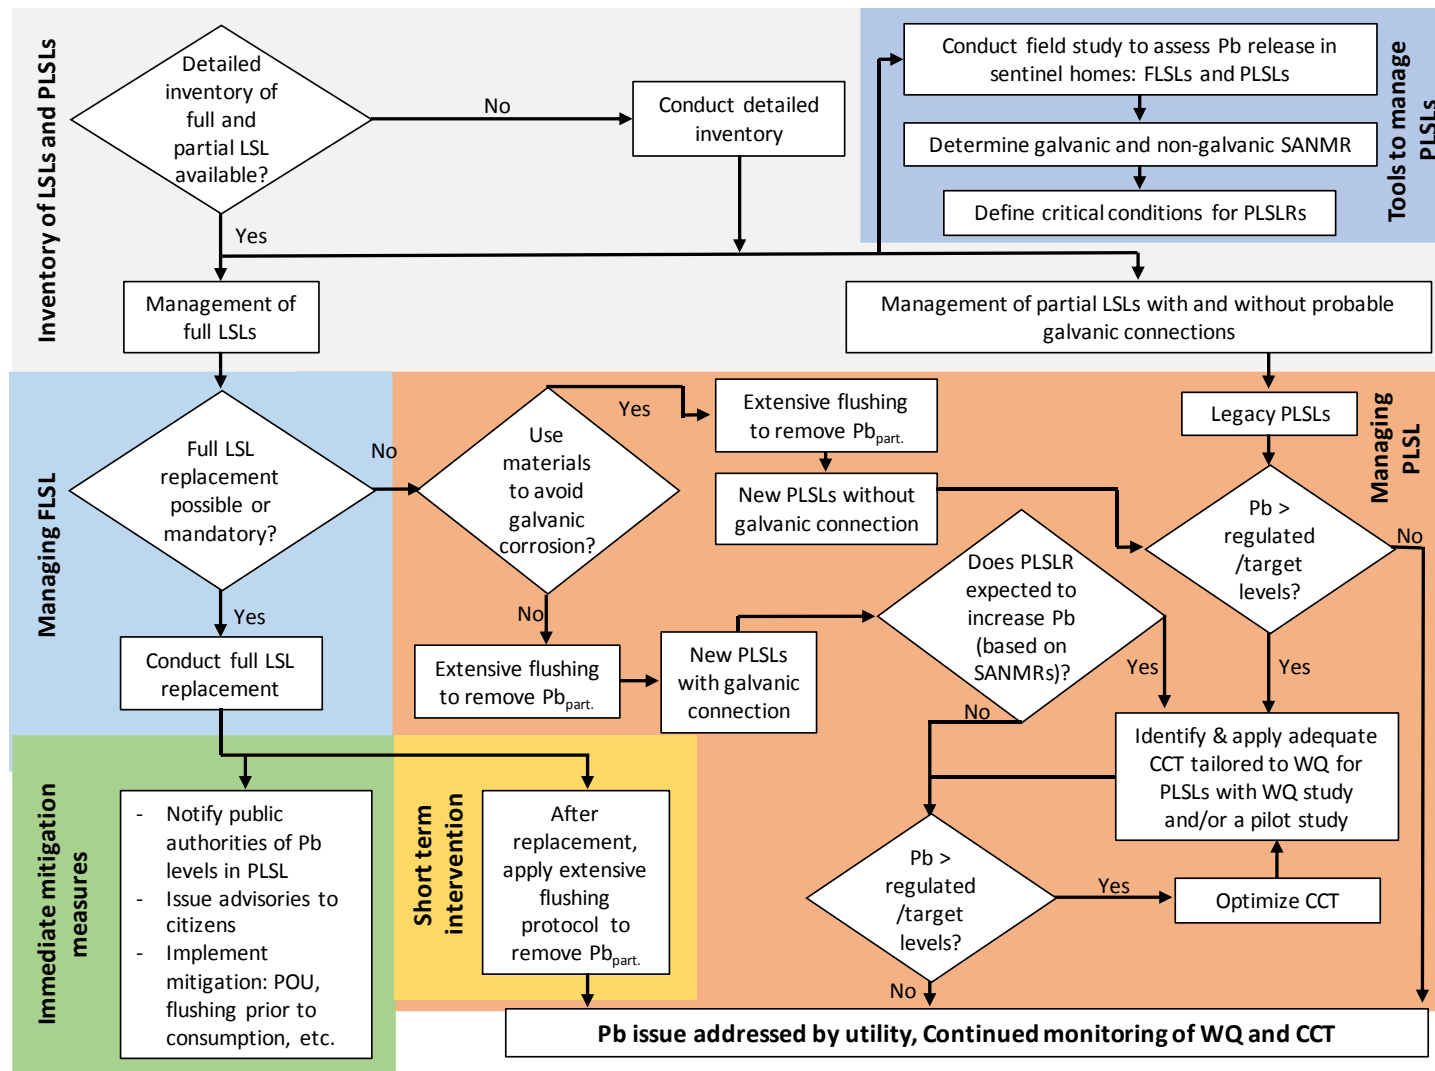 Inventory of LSLs and PLSLs
Detailed
inventory of
full and
partial LSL
available?
No
Conduct detailed
inventory
Yes
Conduct field study to assess Pb release in
sentinel homes: FLSLs and PLSLs
Determine galvanic and non-galvanic SANMR
Define critical conditions for PLSLRs
Tools to manage
PLSLs
Management of
full LSLs
Management of partial LSLs with and without probable
galvanic connections
Managing FLSL
Full LSL
replacement
possible or
mandatory?
No
Yes
Conduct full LSL
replacement
Use
materials
to avoid
galvanic
corrosion?
Yes
Extensive flushing
to remove Pbpart.
New PLSLs without
galvanic connection
No
Extensive flushing
to remove Pbpart.
New PLSLs
with galvanic
connection
Managing
PLSL
Legacy PLSLs
Pb >
regulated
/target
levels?
No
Yes
Does PLSLR
expected to
increase Pb
(based on
SANMRs)?
Yes
No
Identify & apply adequate
CCT tailored to WQ for
PLSLs with WQ study
and/or a pilot study
Pb >
regulated
/target
levels?
Yes
Optimize CCT
No
Immediate mitigation
measures
- Notify public
authorities of Pb
levels in PLSL
- Issue advisories to
citizens
- Implement
mitigation: POU,
flushing prior to
consumption, etc.
Short term
intervention
After
replacement,
apply extensive
flushing
protocol to
remove Pbpart.
Pb issue addressed by utility, Continued monitoring of WQ and CCT